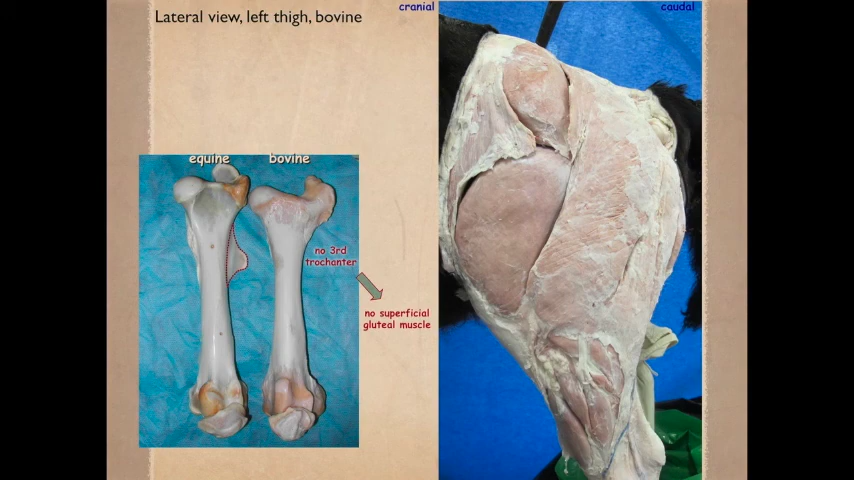 Lateral view, left thigh, bovine
cranial
caudal
equine
bovine
no 3rd
trochanter
no superficial
gluteal muscle